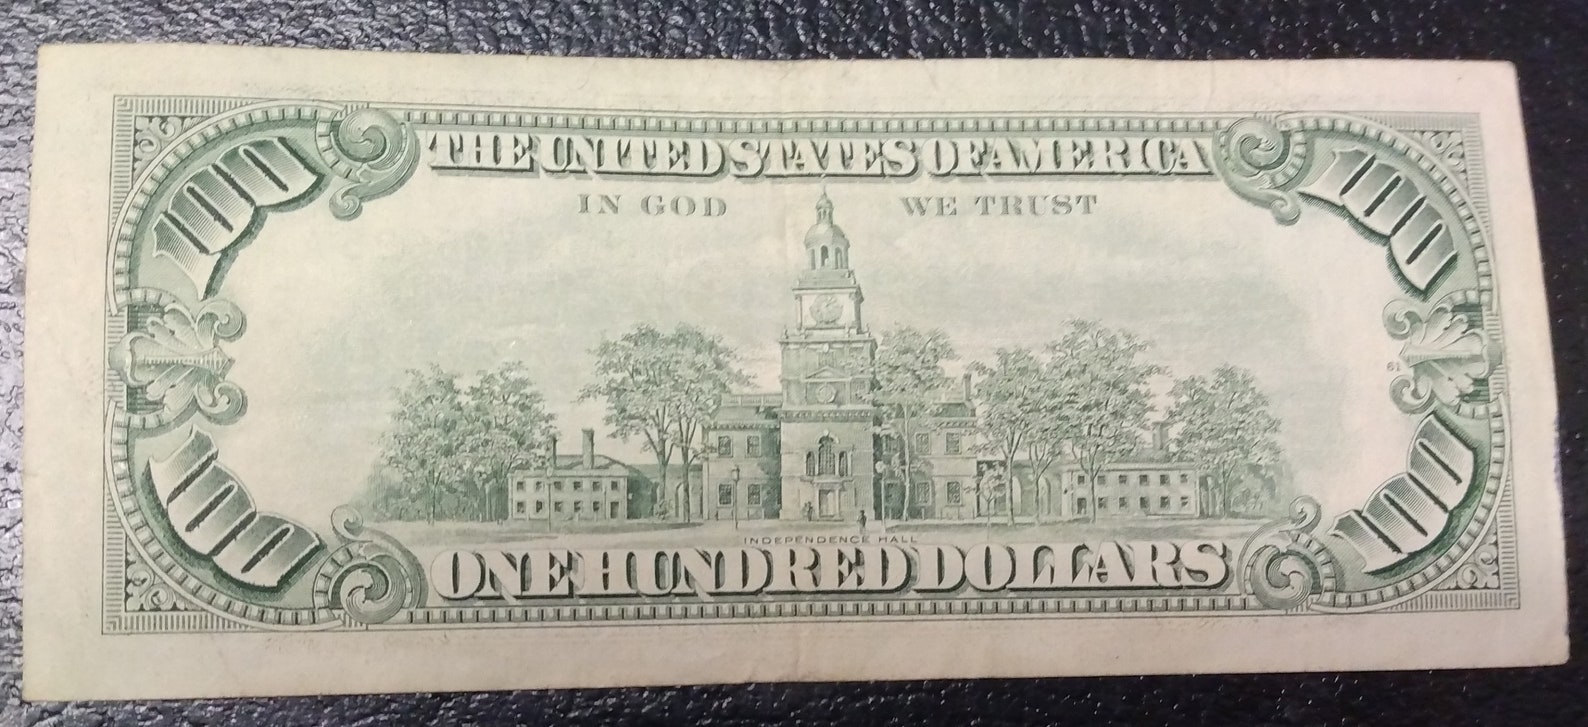 100 THE UNITED STATES OF AMERICA 100
IN GOD WE TRUST
INDEPENDENCE HALL
100 ONE HUNDRED DOLLARS 100